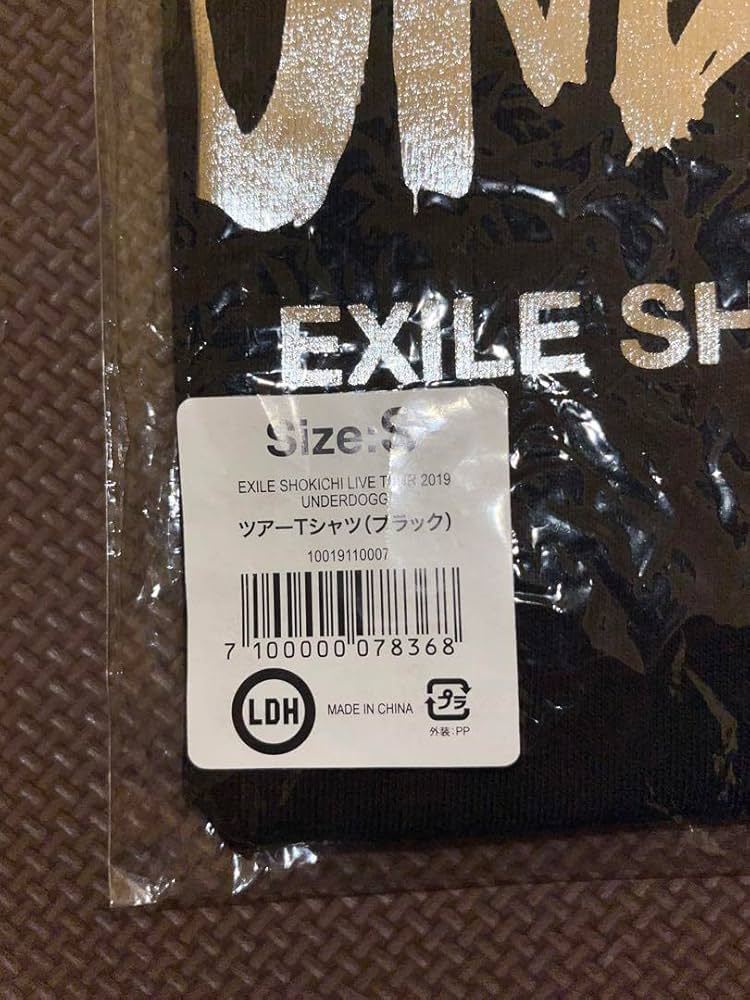 UND
EXILE SH
Size:S
EXILE SHOKICHI LIVE TOUR 2019
UNDERDOGG
ツアーTシャツ(ブラック)
10019110007
7 100000 078368
LDH
MADE IN CHINA
プラ
外装:PP